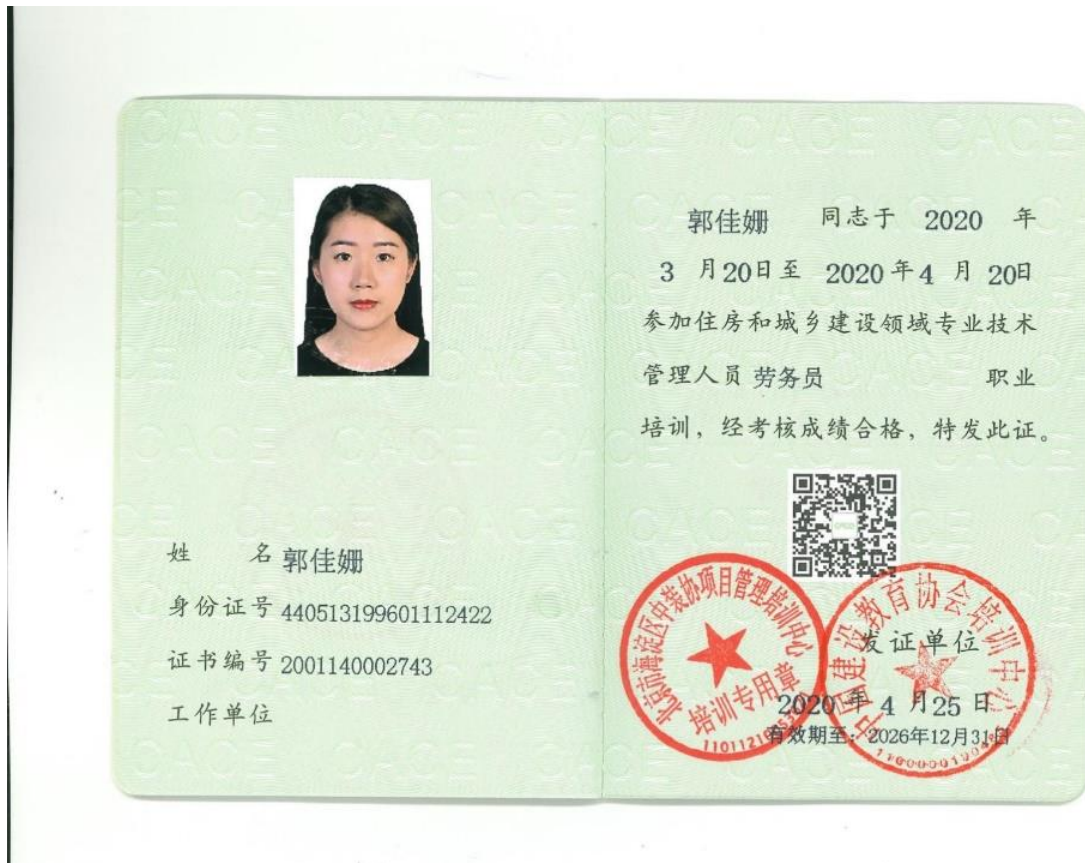 姓 名 郭佳姗
身份证号 440513199601112422
证书编号 2001140002743
工作单位
郭佳姗 同志于 2020 年
3 月 20日至 2020 年 4 月 20日
参加住房和城乡建设领域专业技术
管理人员 劳务员 职业
培训，经考核成绩合格，特发此证。
北京市海淀区中装协项目管理培训中心
培训专用章
中国建设教育协会培训中心
发证单位
2020 年 4 月 25 日
有效期至：2026年12月31日
CACE